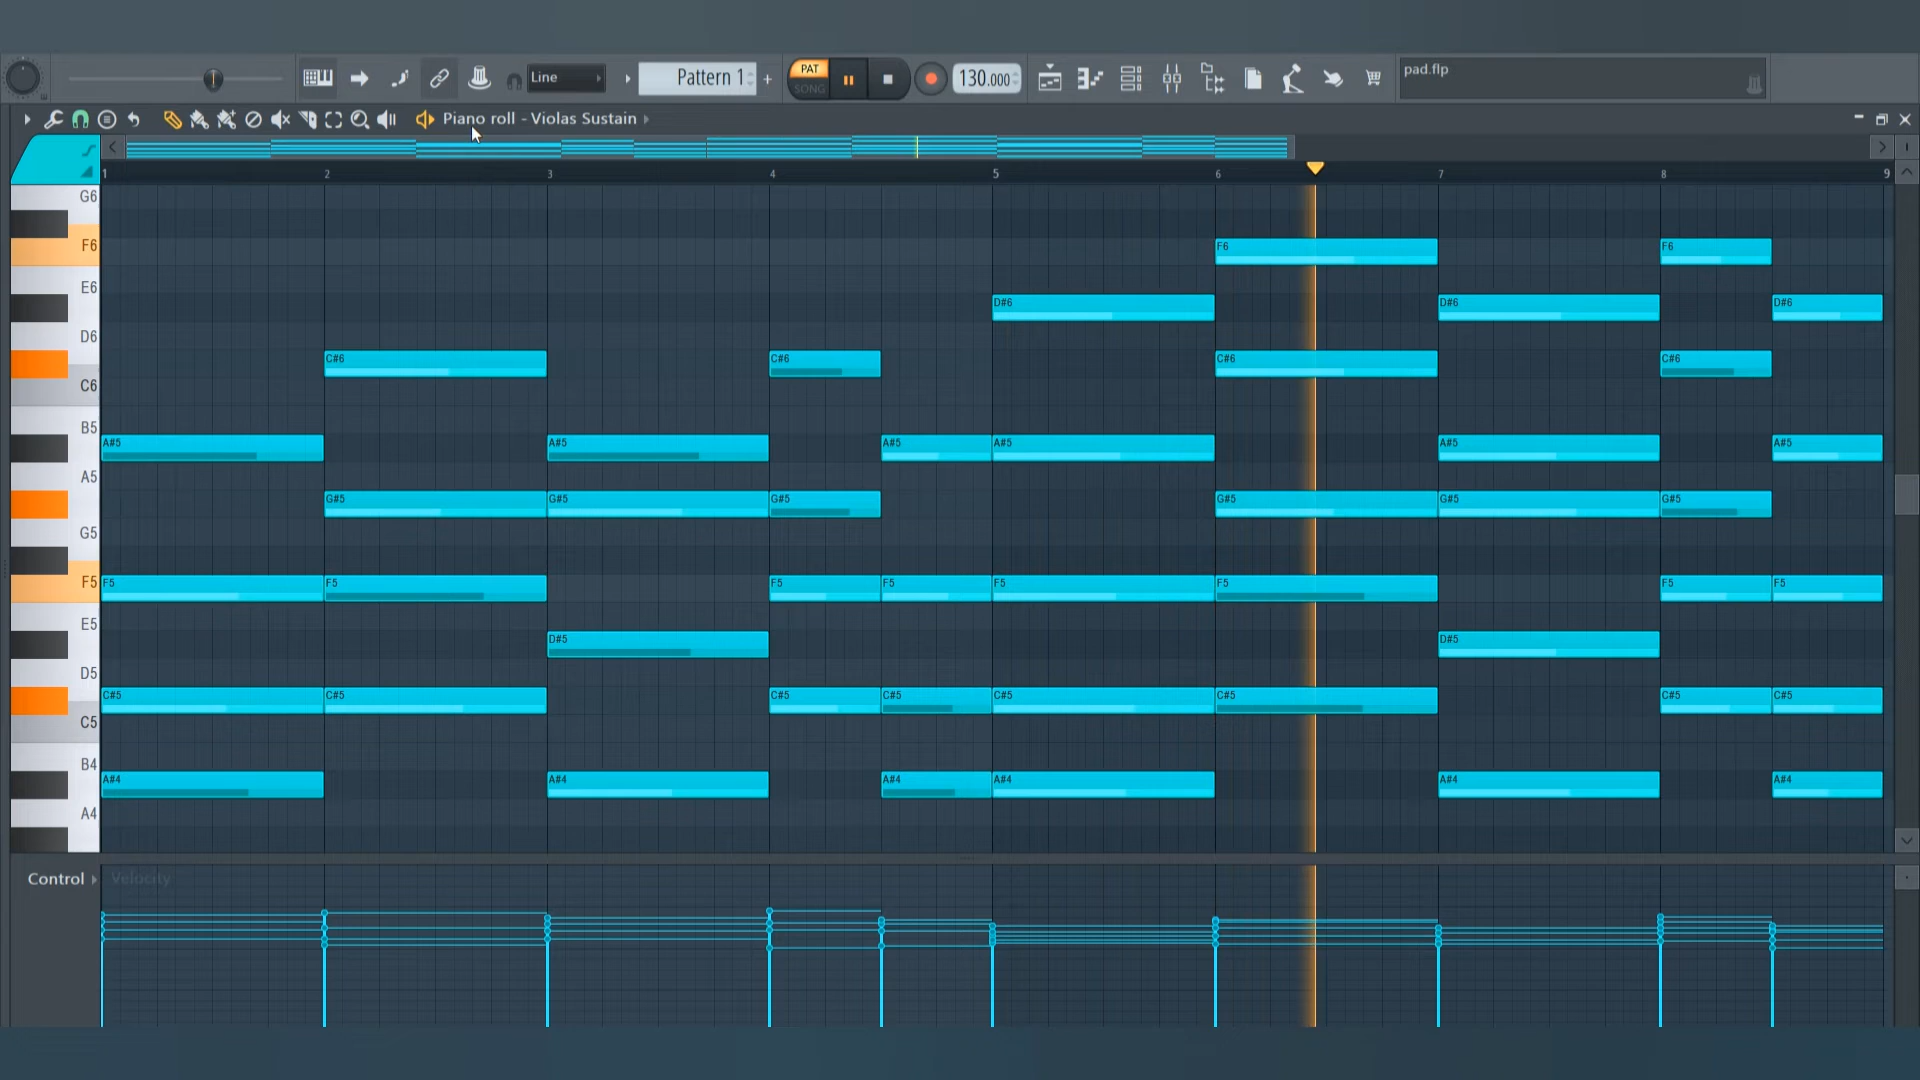 Line
Pattern 1
+
PAT
SONG
130.000
pad.flp
Piano roll - Violas Sustain
1 2 3 4 5 6 7 8 9
G6
F6
F6 F6
E6
D#6 D#6 D#6
D6
C#6 C#6 C#6 C#6
C6
B5
A#5 A#5 A#5 A#5 A#5 A#5
A5
G#5 G#5 G#5 G#5 G#5 G#5
G5
F5
F5 F5 F5 F5 F5 F5 F5 F5
E5
D#5 D#5
D5
C#5 C#5 C#5 C#5 C#5 C#5 C#5 C#5
C5
B4
A#4 A#4 A#4 A#4 A#4 A#4
A4
Control Velocity